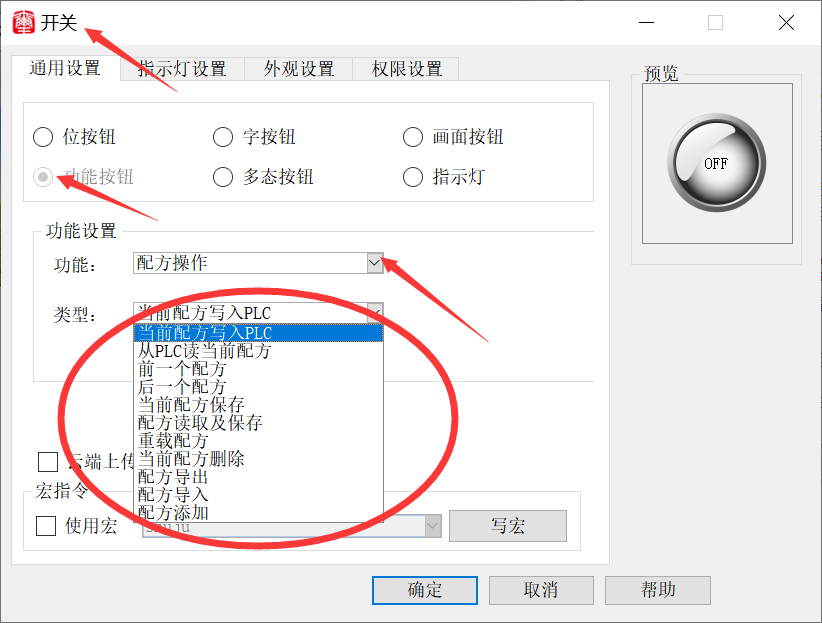 开关
通用设置 指示灯设置 外观设置 权限设置
预览
位按钮 字按钮 画面按钮
功能按钮 多态按钮 指示灯
OFF
功能设置
功能： 配方操作
类型： 当前配方写入PLC
当前配方写入PLC
从PLC读当前配方
前一个配方
后一个配方
当前配方保存
配方读取及保存
重载配方
当前配方删除
配方导出
配方导入
配方添加
云端上传
宏指令
使用宏 写宏
确定 取消 帮助